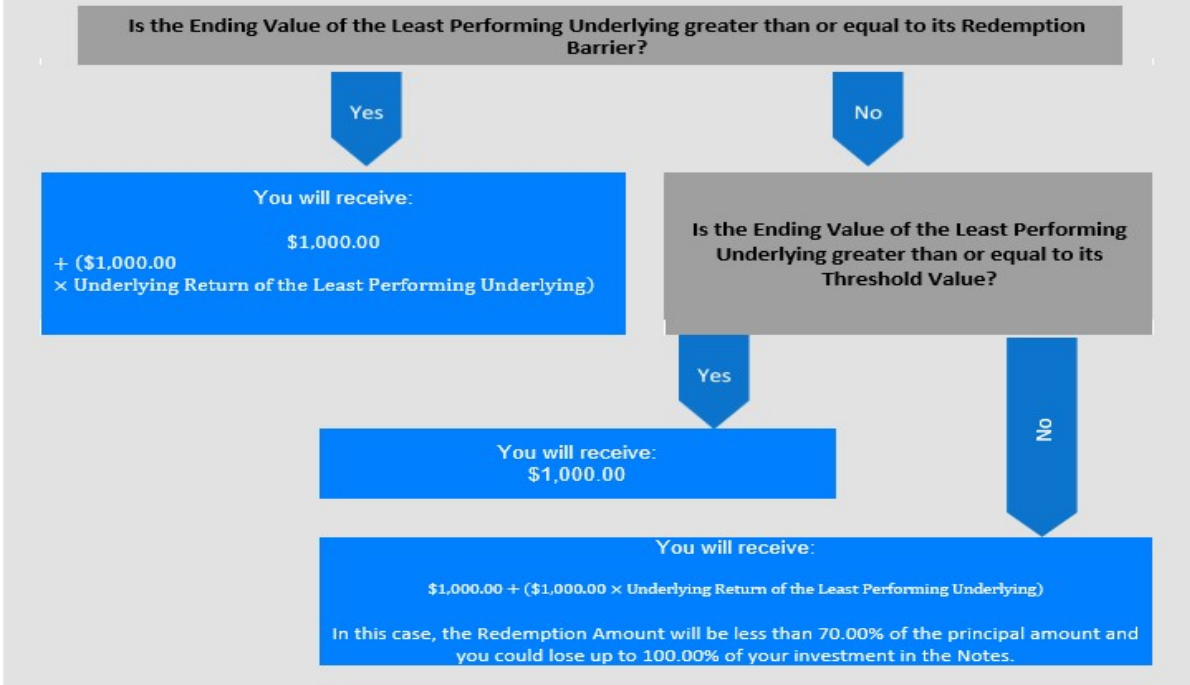 Is the Ending Value of the Least Performing Underlying greater than or equal to its Redemption
Barrier?
Yes
No
You will receive:
$1,000.00
+ ($1,000.00
× Underlying Return of the Least Performing Underlying)
Is the Ending Value of the Least Performing
Underlying greater than or equal to its
Threshold Value?
Yes
No
You will receive:
$1,000.00
You will receive:
$1,000.00 + ($1,000.00 × Underlying Return of the Least Performing Underlying)
In this case, the Redemption Amount will be less than 70.00% of the principal amount and
you could lose up to 100.00% of your investment in the Notes.